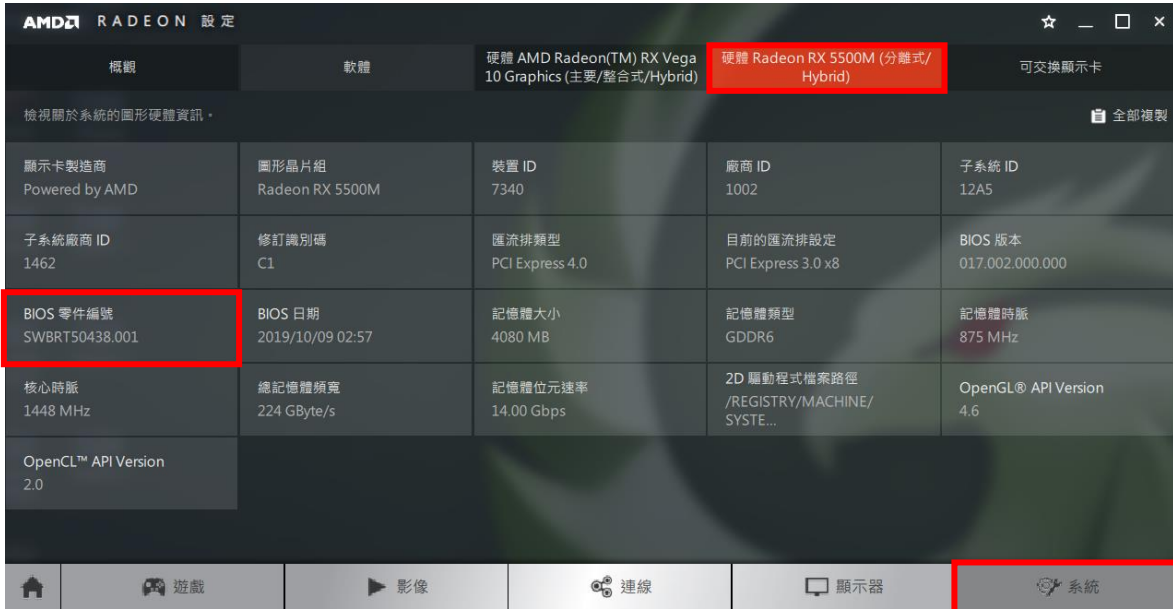 AMD RADEON 設定
概觀
軟體
硬體 AMD Radeon(TM) RX Vega
10 Graphics (主要/整合式/Hybrid)
硬體 Radeon RX 5500M (分離式/
Hybrid)
可交換顯示卡
檢視關於系統的圖形硬體資訊。
全部複製
顯示卡製造商
Powered by AMD
圖形晶片組
Radeon RX 5500M
裝置 ID
7340
廠商 ID
1002
子系統 ID
12A5
子系統廠商 ID
1462
修訂識別碼
C1
匯流排類型
PCI Express 4.0
目前的匯流排設定
PCI Express 3.0 x8
BIOS 版本
017.002.000.000
BIOS 零件編號
SWBRT50438.001
BIOS 日期
2019/10/09 02:57
記憶體大小
4080 MB
記憶體類型
GDDR6
記憶體時脈
875 MHz
核心時脈
1448 MHz
總記憶體頻寬
224 GByte/s
記憶體位元速率
14.00 Gbps
2D 驅動程式檔案路徑
/REGISTRY/MACHINE/
SYSTE...
OpenGL® API Version
4.6
OpenCL™ API Version
2.0
遊戲
影像
連線
顯示器
系統